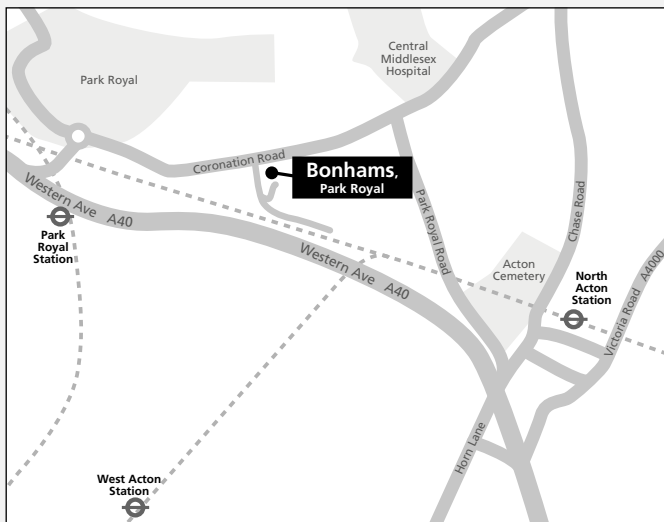 Central
Middlesex
Hospital
Park Royal
Coronation Road
Bonhams,
Park Royal
Western Ave A40
Park Royal Road
Chase Road
Park
Royal
Station
Western Ave A40
Acton
Cemetery
North
Acton
Station
Victoria Road A4000
Horn Lane
West Acton
Station